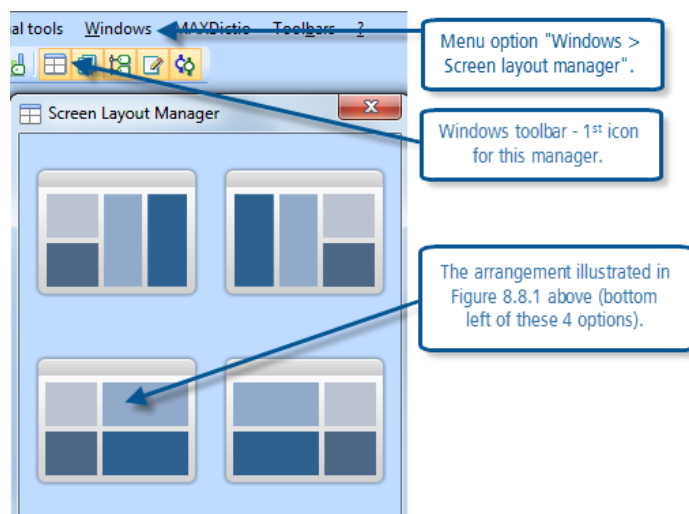 al tools Windows MAXDictio Toolbars ?
Menu option "Windows >
Screen layout manager".
Screen Layout Manager
Windows toolbar - 1st icon
for this manager.
The arrangement illustrated in
Figure 8.8.1 above (bottom
left of these 4 options).